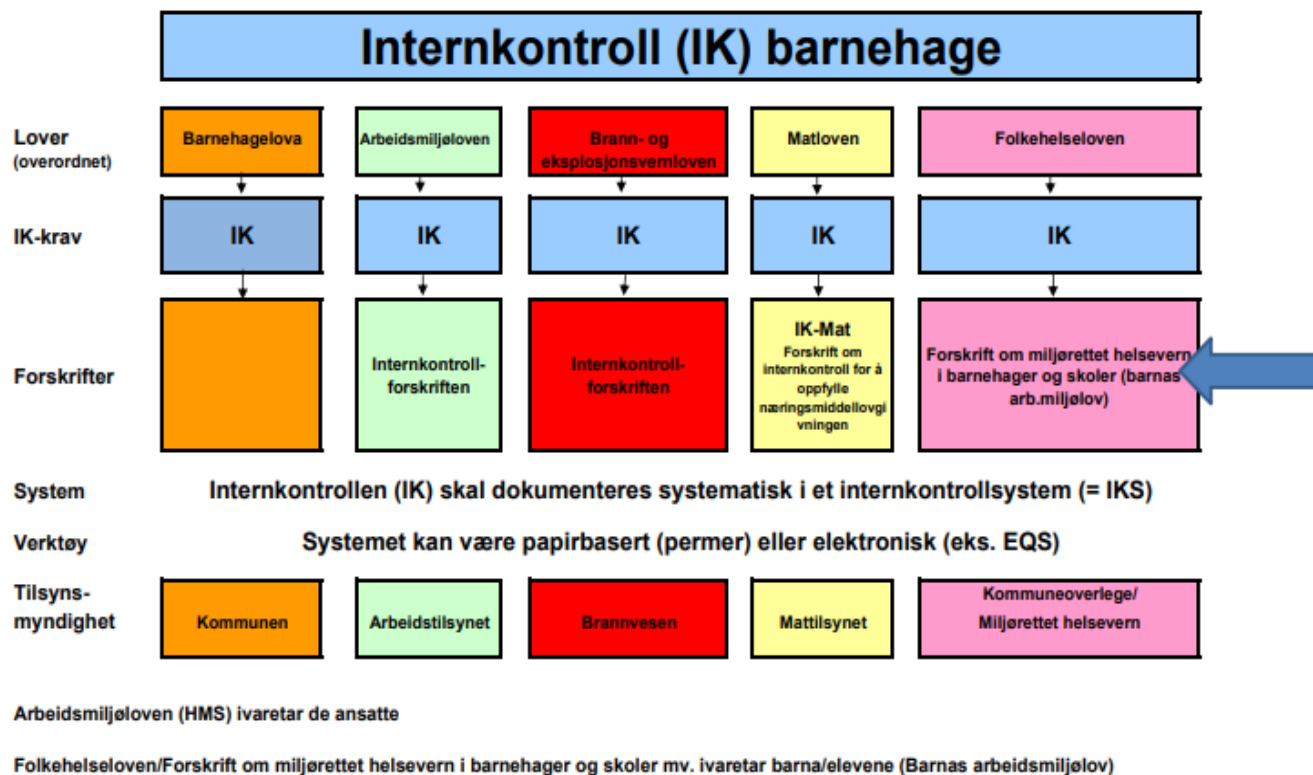 Internkontroll (IK) barnehage
Lover
(overordnet)
Barnehagelova
Arbeidsmiljøloven
Brann- og
eksplosjonsvernloven
Matloven
Folkehelseloven
IK-krav
IK
IK
IK
IK
IK
Forskrifter
Internkontroll-
forskriften
Internkontroll-
forskriften
IK-Mat
Forskrift om
internkontroll for å
oppfylle
næringsmiddellovgi
vningen
Forskrift om miljørettet helsevern
i barnehager og skoler (barnas
arb.miljølov)
System
Internkontrollen (IK) skal dokumenteres systematisk i et internkontrollsystem (= IKS)
Verktøy
Systemet kan være papirbasert (permer) eller elektronisk (eks. EQS)
Tilsyns-
myndighet
Kommunen
Arbeidstilsynet
Brannvesen
Mattilsynet
Kommuneoverlege/
Miljørettet helsevern
Arbeidsmiljøloven (HMS) ivaretar de ansatte
Folkehelseloven/Forskrift om miljørettet helsevern i barnehager og skoler mv. ivaretar barna/elevene (Barnas arbeidsmiljølov)